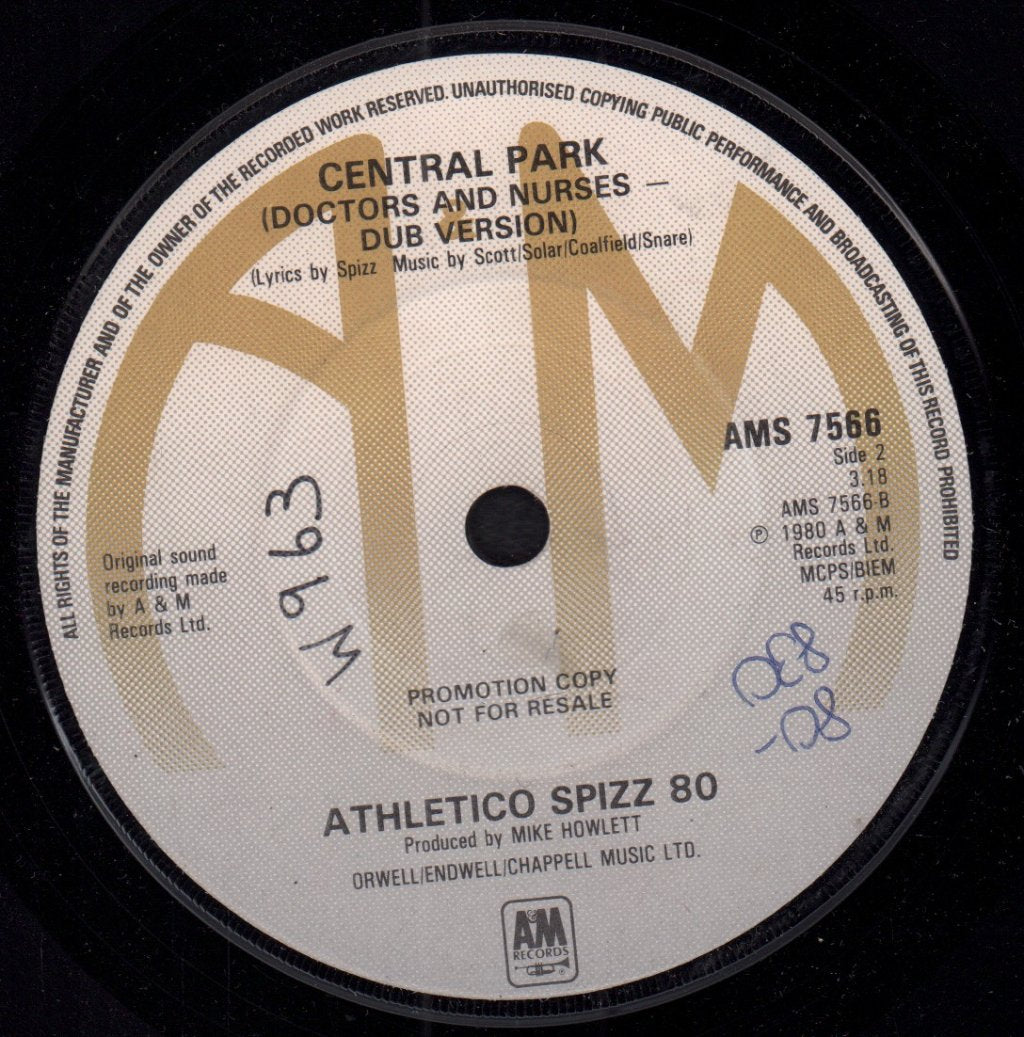 ALL RIGHTS OF THE MANUFACTURER AND OF THE OWNER OF THE RECORDED WORK RESERVED. UNAUTHORISED COPYING PUBLIC PERFORMANCE AND BROADCASTING OF THIS RECORD PROHIBITED
CENTRAL PARK
(DOCTORS AND NURSES —
DUB VERSION)
(Lyrics by Spizz Music by Scott/Solar/Coalfield/Snare)
AMS 7566
Side 2
3.18
AMS 7566-B
℗ 1980 A & M
Records Ltd.
MCPS/BIEM
45 r.p.m.
Original sound
recording made
by A & M
Records Ltd.
W963
PROMOTION COPY
NOT FOR RESALE
ATHLETICO SPIZZ 80
Produced by MIKE HOWLETT
ORWELL/ENDWELL/CHAPPELL MUSIC LTD.
A&M
RECORDS